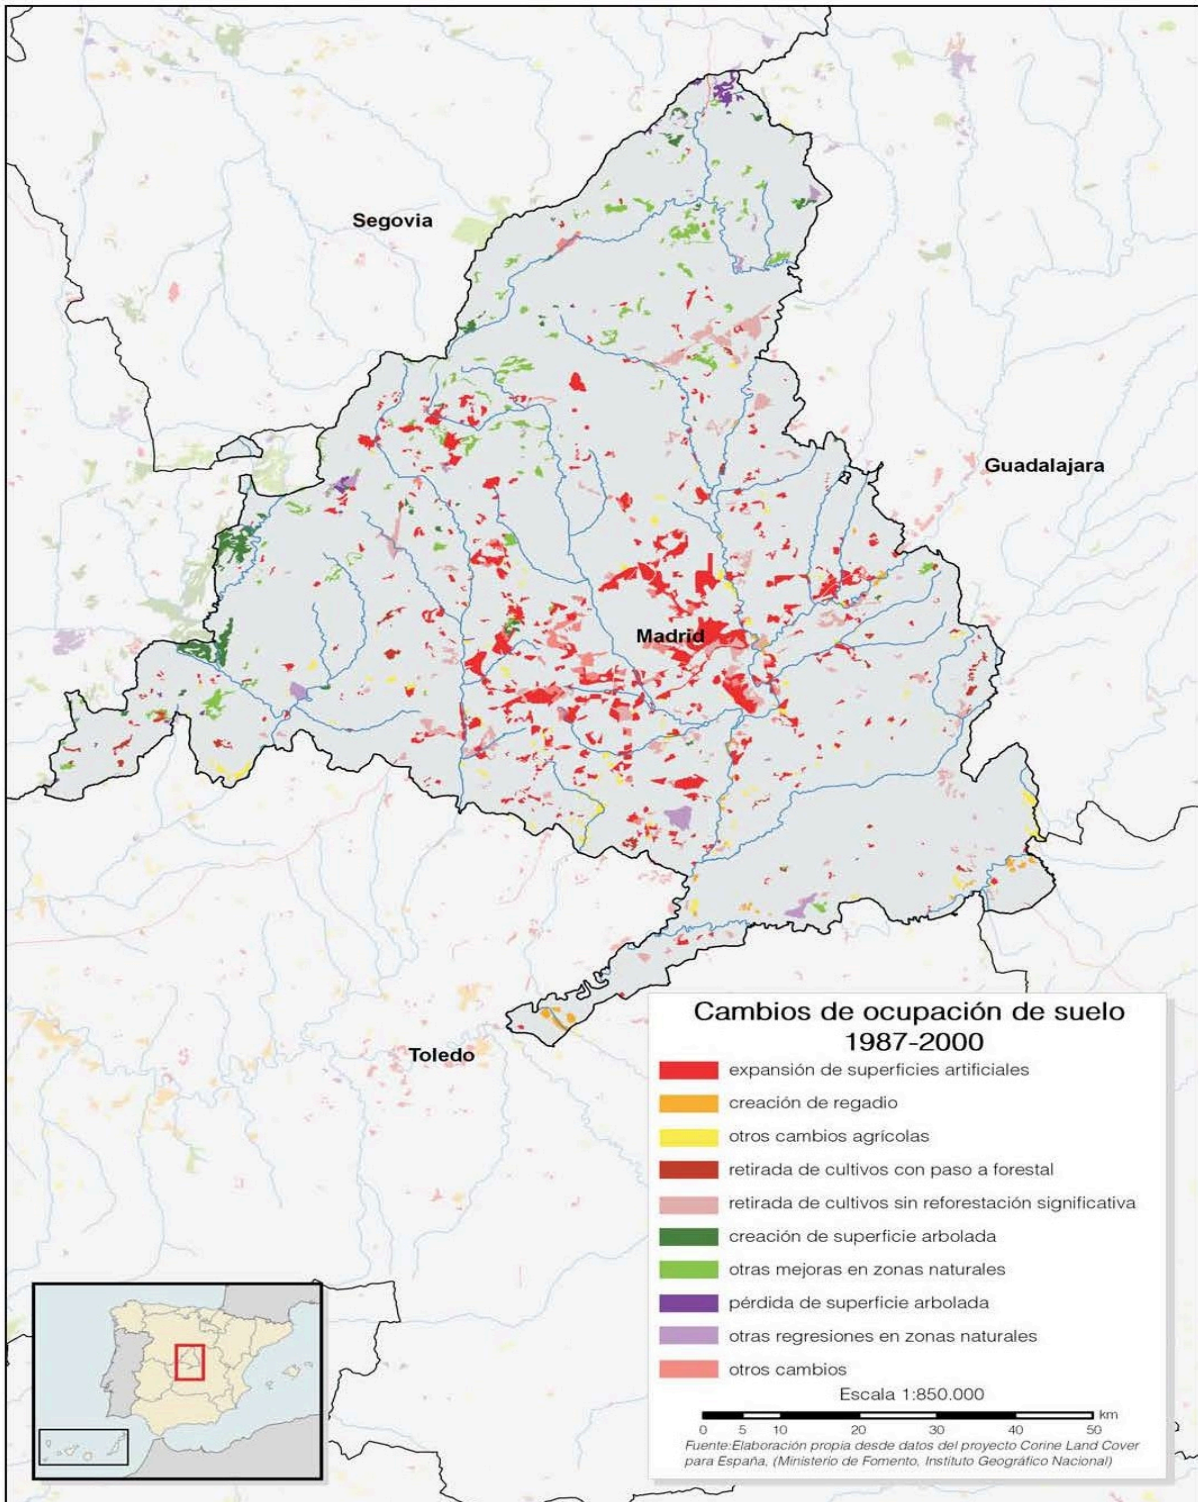 Segovia
Guadalajara
Madrid
Toledo
Cambios de ocupación de suelo
1987-2000
expansión de superficies artificiales
creación de regadio
otros cambios agrícolas
retirada de cultivos con paso a forestal
retirada de cultivos sin reforestación significativa
creación de superficie arbolada
otras mejoras en zonas naturales
pérdida de superficie arbolada
otras regresiones en zonas naturales
otros cambios
Escala 1:850.000
km
0 5 10 20 30 40 50
Fuente:Elaboración propia desde datos del proyecto Corine Land Cover
para España, (Ministerio de Fomento, Instituto Geográfico Nacional)